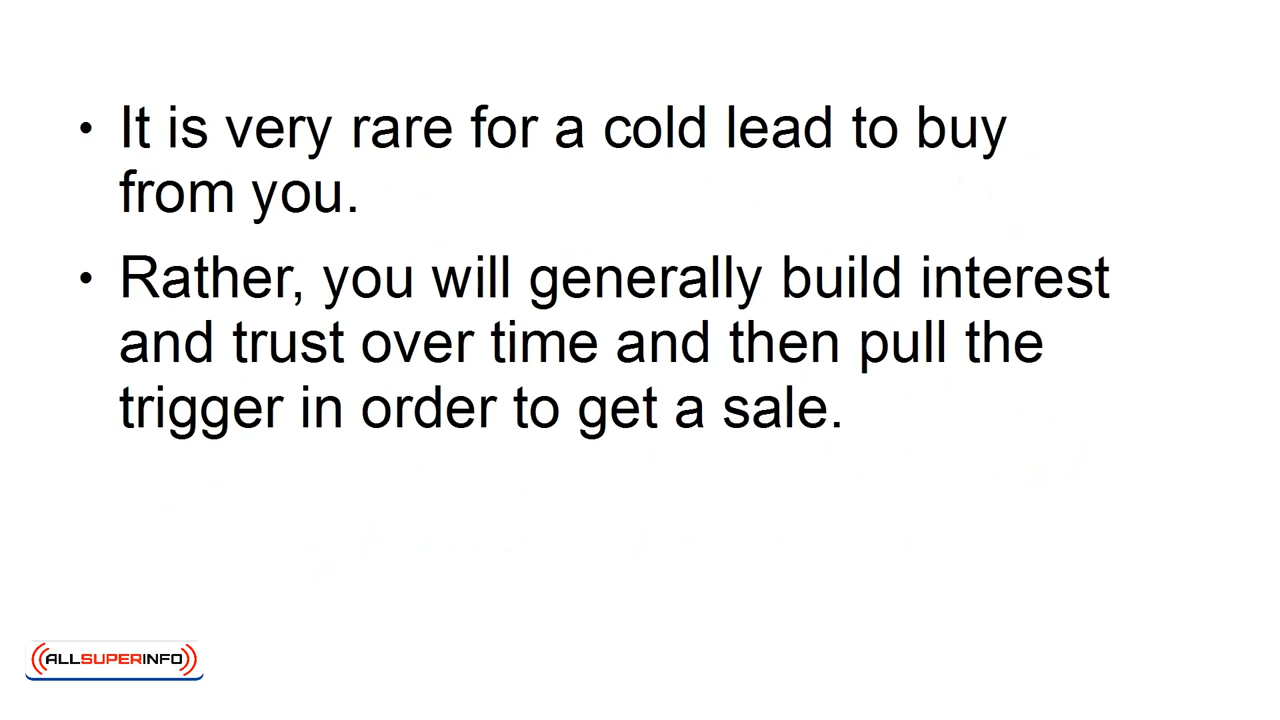 • It is very rare for a cold lead to buy
from you.
• Rather, you will generally build interest
and trust over time and then pull the
trigger in order to get a sale.
ALLSUPERINFO